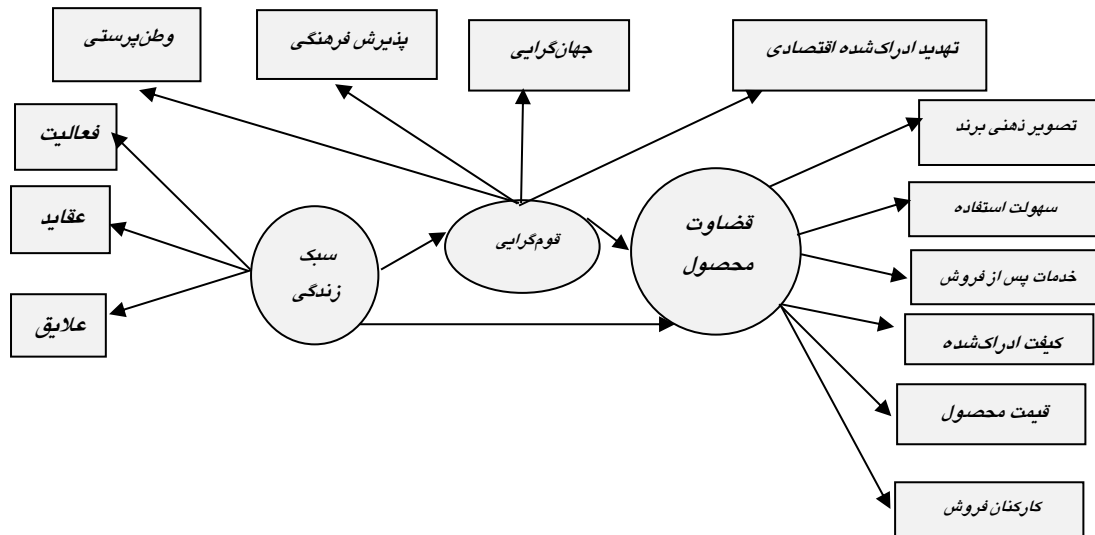 وطن‌پرستی
پذیرش فرهنگی
جهان‌گرایی
تهدید ادراک‌شده اقتصادی
فعالیت
عقاید
علایق
سبک
زندگی
قوم‌گرایی
قضاوت
محصول
تصویر ذهنی برند
سهولت استفاده
خدمات پس از فروش
کیفت ادراک‌شده
قیمت محصول
کارکنان فروش